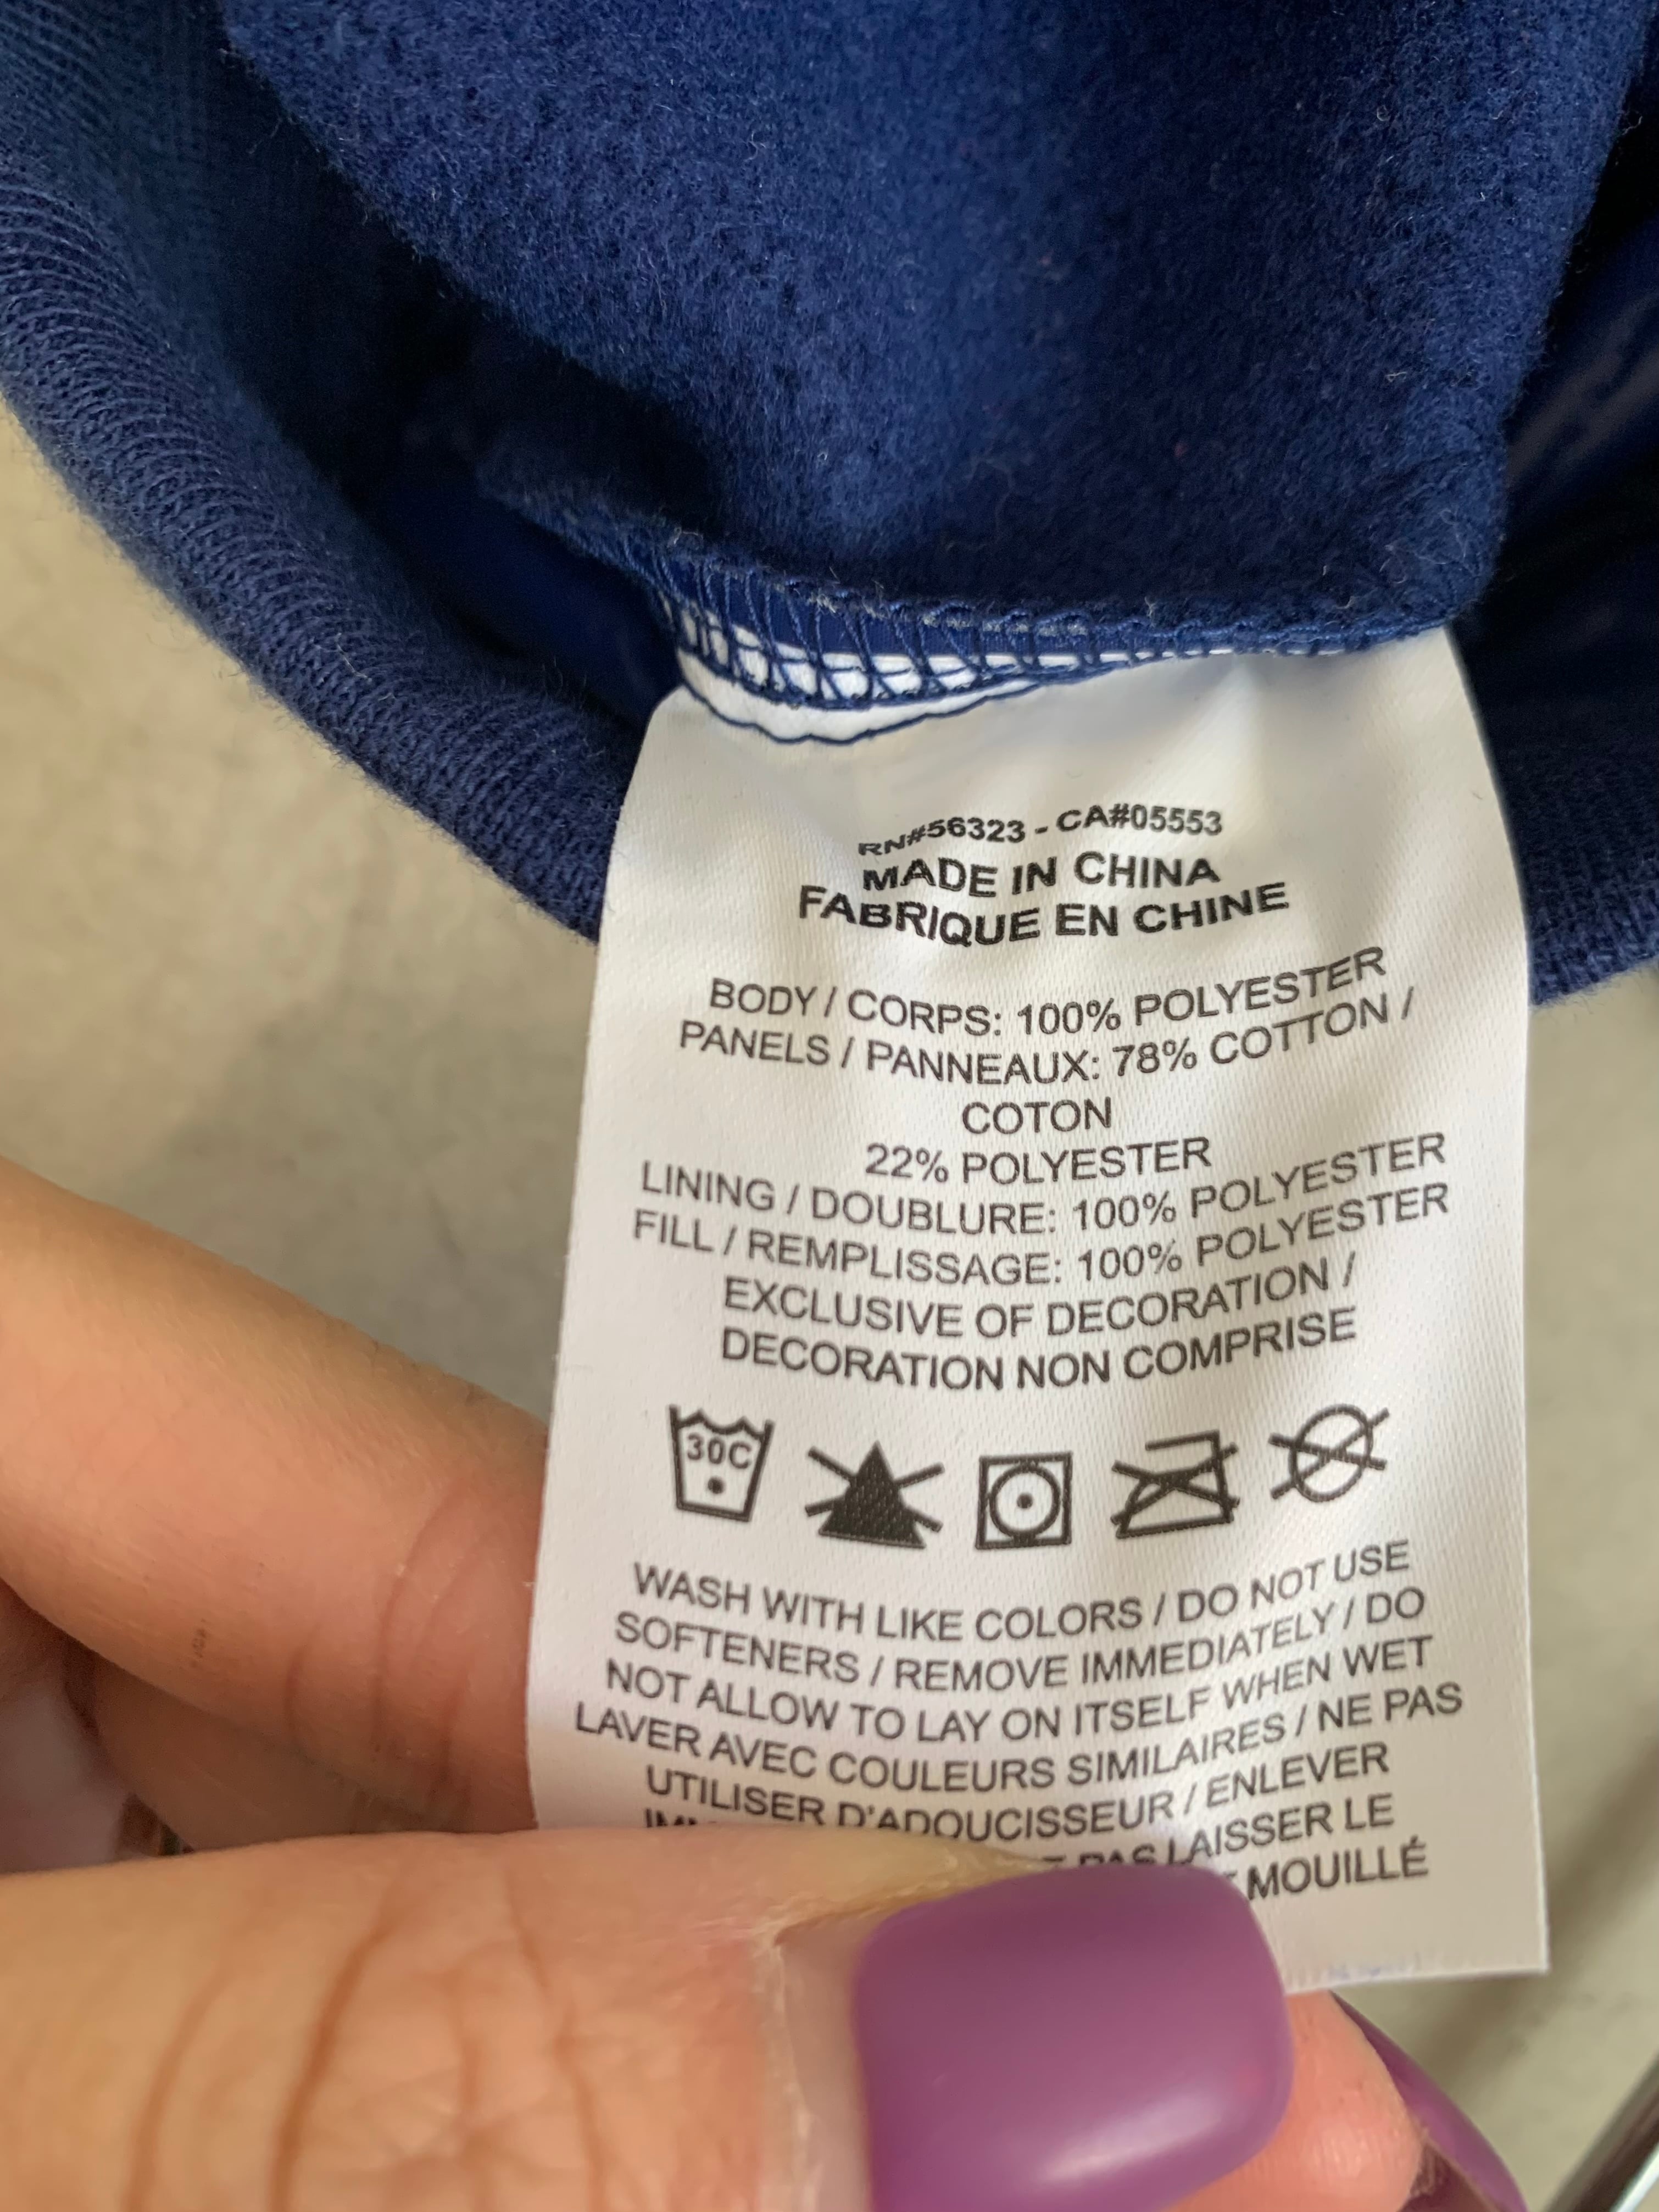 RN#56323 - CA#05553
MADE IN CHINA
FABRIQUE EN CHINE
BODY / CORPS: 100% POLYESTER
PANELS / PANNEAUX: 78% COTTON /
COTON
22% POLYESTER
LINING / DOUBLURE: 100% POLYESTER
FILL / REMPLISSAGE: 100% POLYESTER
EXCLUSIVE OF DECORATION /
DECORATION NON COMPRISE
30C
WASH WITH LIKE COLORS / DO NOT USE
SOFTENERS / REMOVE IMMEDIATELY / DO
NOT ALLOW TO LAY ON ITSELF WHEN WET
LAVER AVEC COULEURS SIMILAIRES / NE PAS
UTILISER D'ADOUCISSEUR / ENLEVER
PAS LAISSER LE
MOUILLÉ